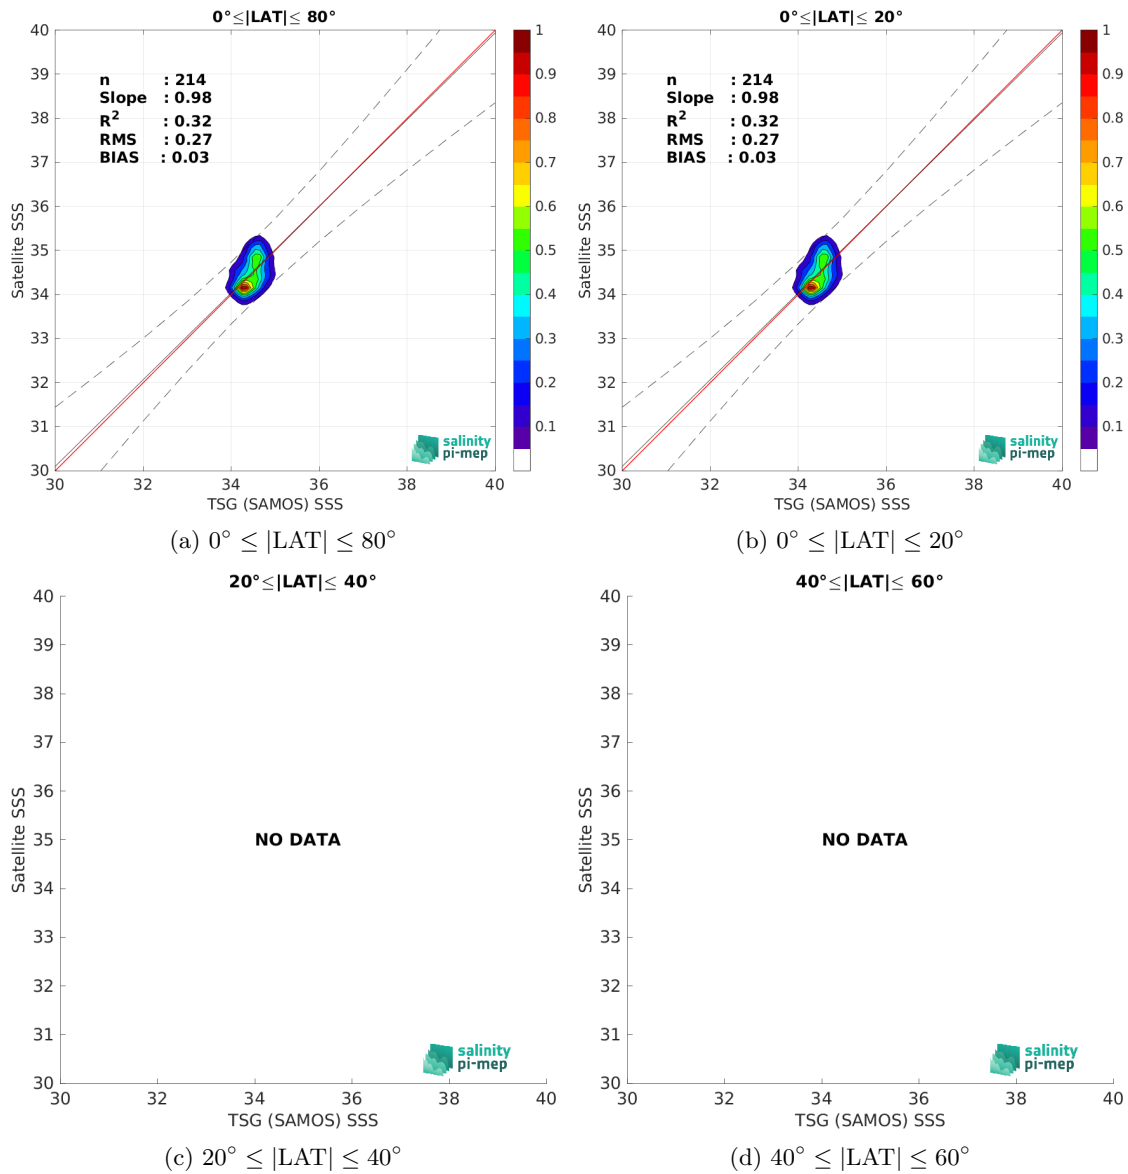 0°≤|LAT|≤ 80°
40
39
38
37
36
35
34
33
32
31
30
Satellite SSS
n : 214
Slope : 0.98
R² : 0.32
RMS : 0.27
BIAS : 0.03
30 32 34 36 38 40
TSG (SAMOS) SSS
1
0.9
0.8
0.7
0.6
0.5
0.4
0.3
0.2
0.1
salinity
pi-mep
(a) 0° ≤ |LAT| ≤ 80°
0°≤|LAT|≤ 20°
40
39
38
37
36
35
34
33
32
31
30
Satellite SSS
n : 214
Slope : 0.98
R² : 0.32
RMS : 0.27
BIAS : 0.03
30 32 34 36 38 40
TSG (SAMOS) SSS
1
0.9
0.8
0.7
0.6
0.5
0.4
0.3
0.2
0.1
salinity
pi-mep
(b) 0° ≤ |LAT| ≤ 20°
20°≤|LAT|≤ 40°
40
39
38
37
36
35
34
33
32
31
30
Satellite SSS
NO DATA
30 32 34 36 38 40
TSG (SAMOS) SSS
salinity
pi-mep
(c) 20° ≤ |LAT| ≤ 40°
40°≤|LAT|≤ 60°
40
39
38
37
36
35
34
33
32
31
30
Satellite SSS
NO DATA
30 32 34 36 38 40
TSG (SAMOS) SSS
salinity
pi-mep
(d) 40° ≤ |LAT| ≤ 60°